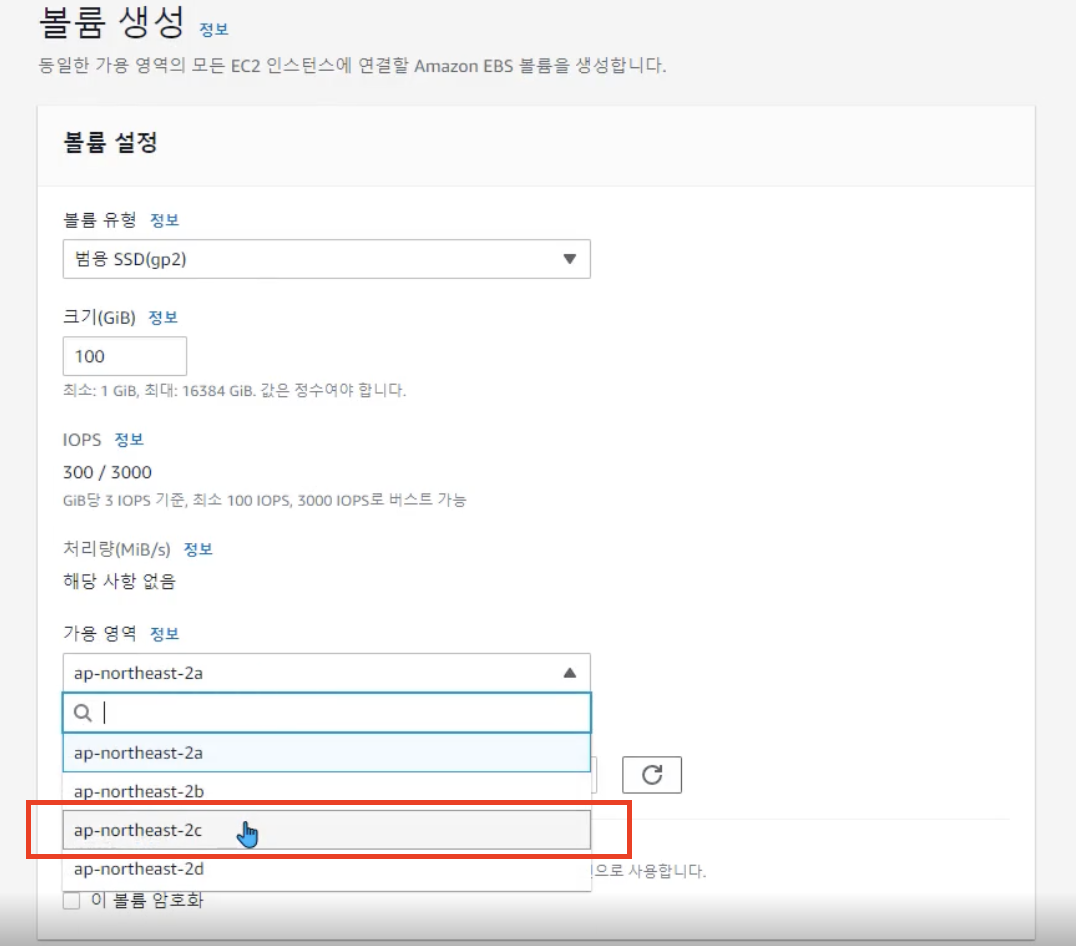 볼륨 생성 정보
동일한 가용 영역의 모든 EC2 인스턴스에 연결할 Amazon EBS 볼륨을 생성합니다.
볼륨 설정
볼륨 유형 정보
범용 SSD(gp2)
크기(GiB) 정보
100
최소: 1 GiB, 최대: 16384 GiB. 값은 정수여야 합니다.
IOPS 정보
300 / 3000
GiB당 3 IOPS 기준, 최소 100 IOPS, 3000 IOPS로 버스트 가능
처리량(MiB/s) 정보
해당 사항 없음
가용 영역 정보
ap-northeast-2a
ap-northeast-2a
ap-northeast-2b
ap-northeast-2c
ap-northeast-2d
으로 사용합니다.
이 볼륨 암호화